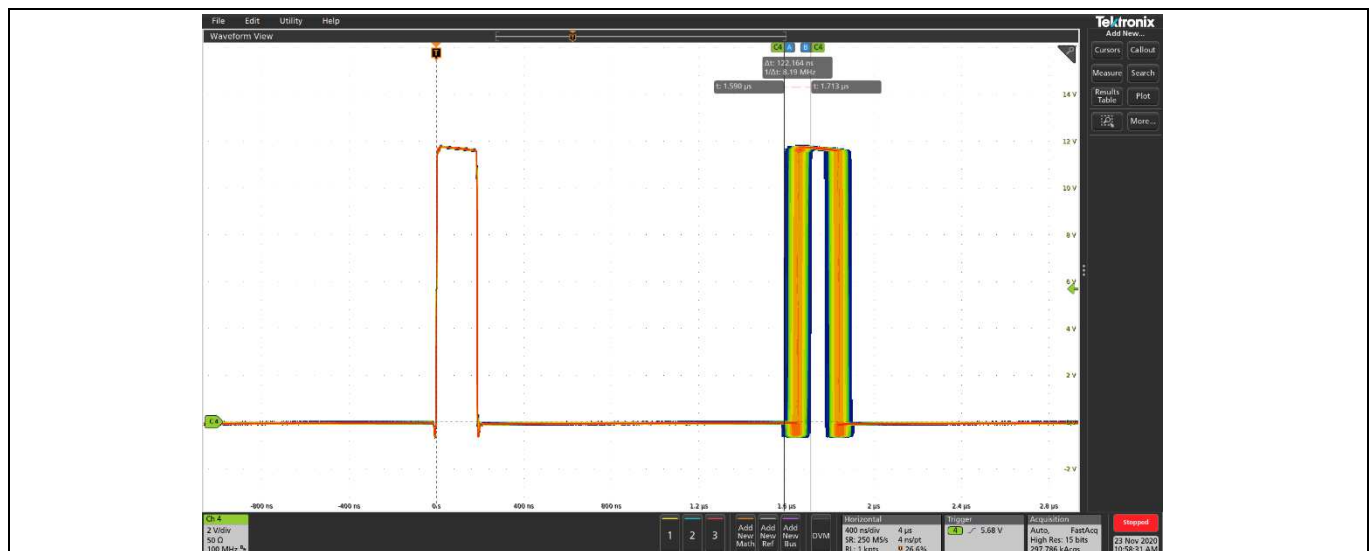 File Edit Utility Help
Tektronix
Add New...
Waveform View
Cursors Callout
Measure Search
Results Table Plot
More...
T
T
C4 A B C4
Δt: 122.164 ns
1/Δt: 8.19 MHz
t: 1.590 µs
t: 1.713 µs
14 V
12 V
10 V
8 V
6 V
4 V
2 V
C4
-2 V
-800 ns -400 ns 0 s 400 ns 800 ns 1.2 µs 1.6 µs 2 µs 2.4 µs 2.8 µs
Ch 4
2 V/div
50 Ω
100 MHz
1 2 3
Add New Math
Add New Ref
Add New Bus
DVM
Horizontal
400 ns/div 4 µs
SR: 250 MS/s 4 ns/pt
RL: 1 kpts 26.6%
Trigger
4 5.68 V
Acquisition
Auto, FastAcq
High Res: 15 bits
297.786 kAcqs
Stopped
23 Nov 2020
10:58:31 AM